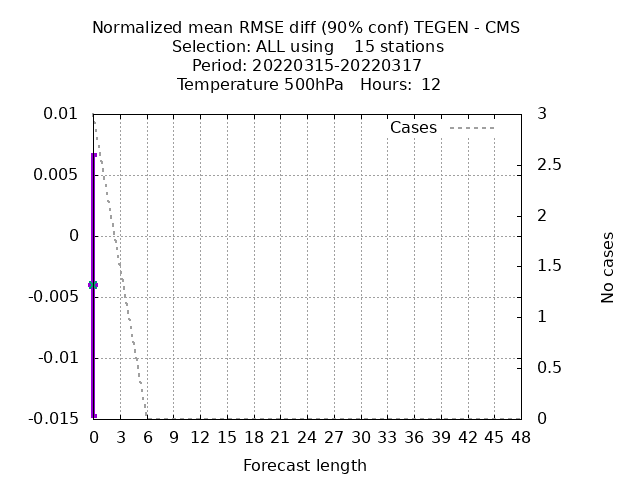 Normalized mean RMSE diff (90% conf) TEGEN - CMS
Selection: ALL using    15 stations
Period: 20220315-20220317
Temperature 500hPa   Hours:  12
Cases
0.01
0.005
0
-0.005
-0.01
-0.015
3
2.5
2
1.5
1
0.5
0
No cases
0 3 6 9 12 15 18 21 24 27 30 33 36 39 42 45 48
Forecast length